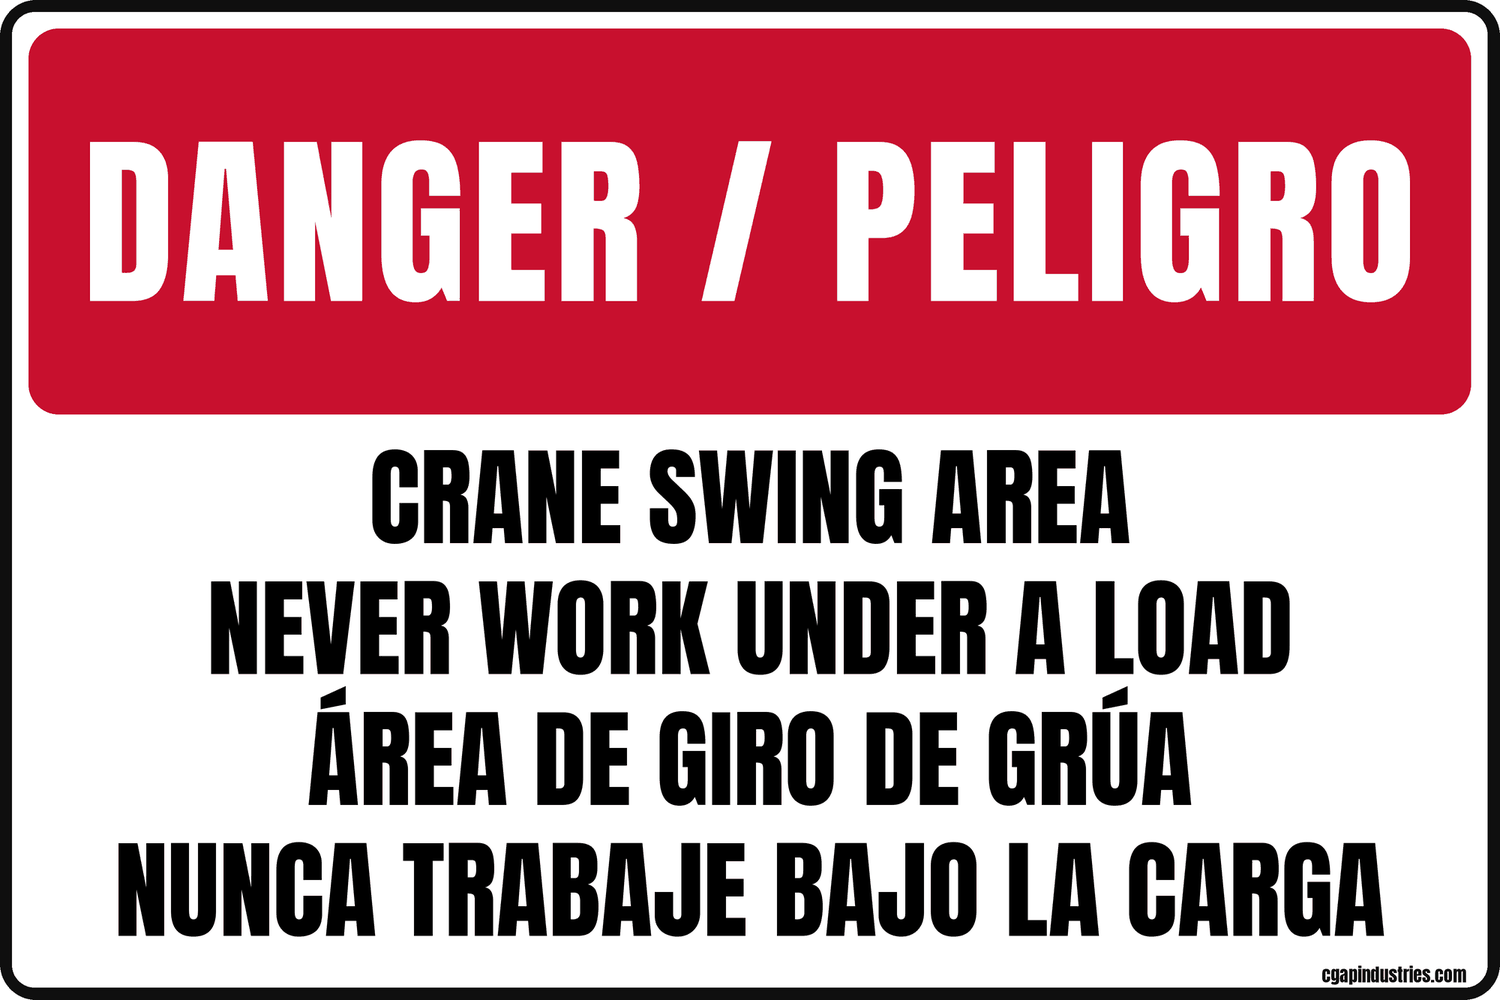 DANGER / PELIGRO
CRANE SWING AREA
NEVER WORK UNDER A LOAD
ÁREA DE GIRO DE GRÚA
NUNCA TRABAJE BAJO LA CARGA
cgapindustries.com